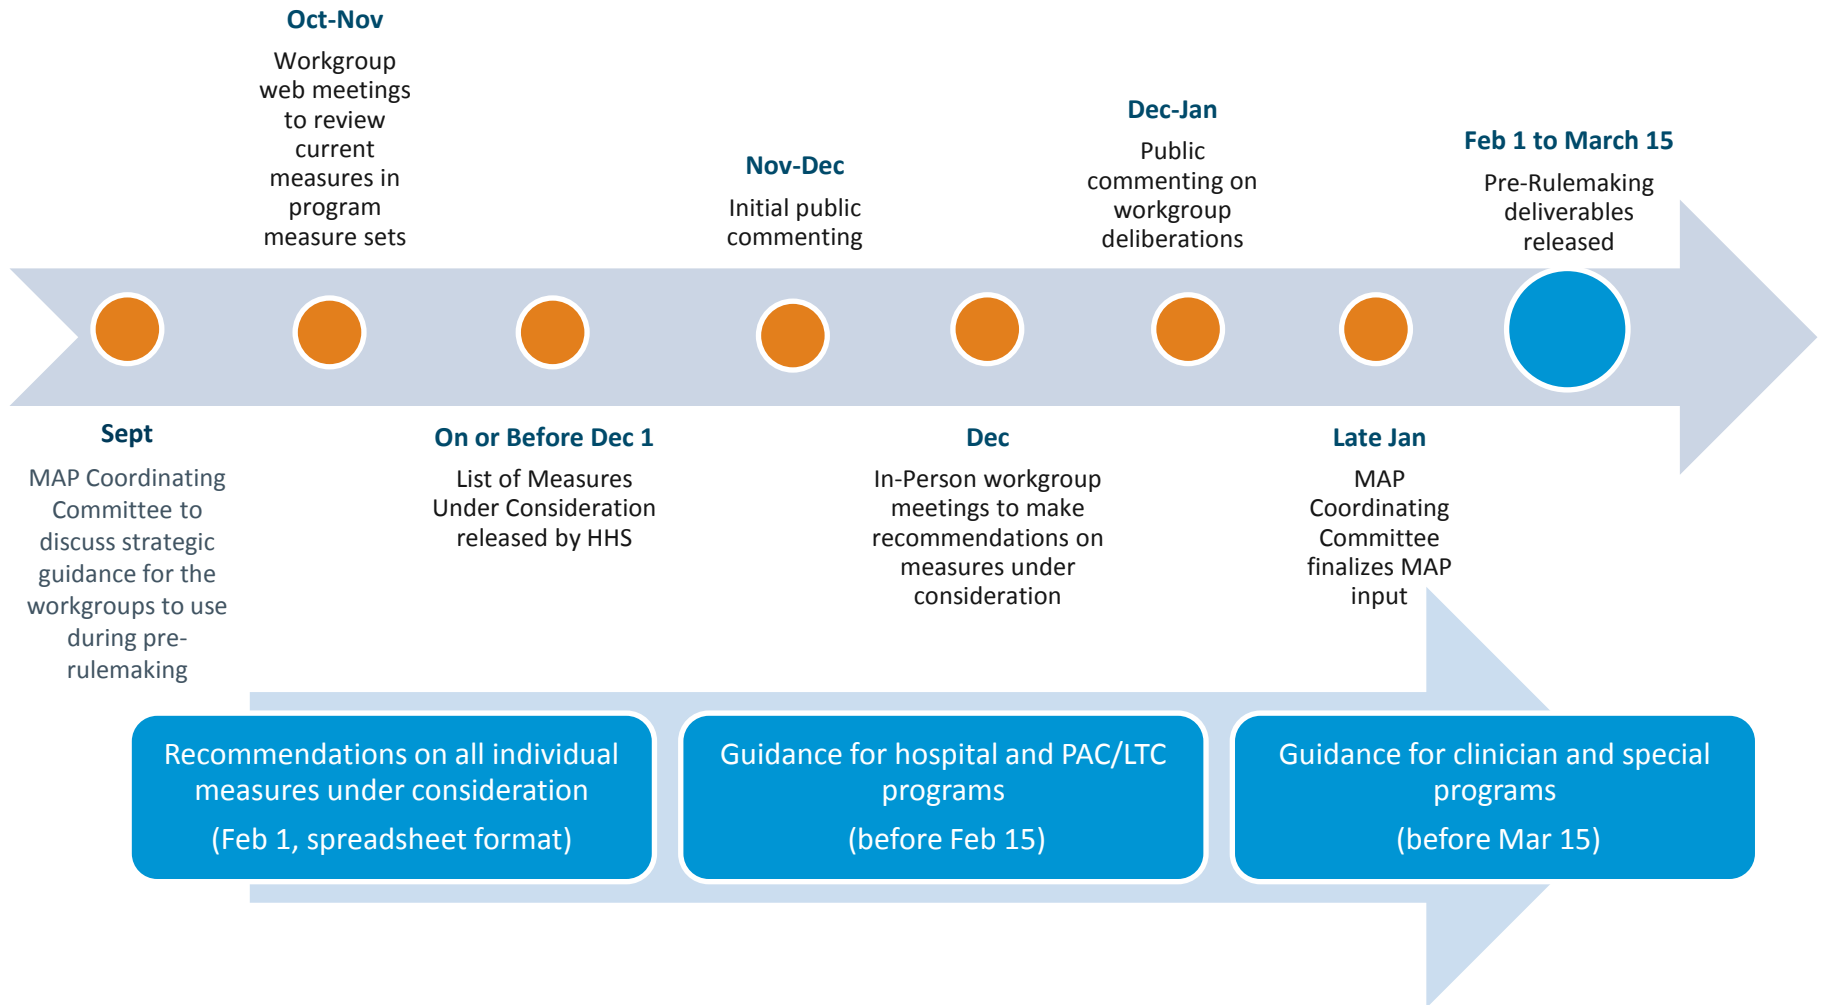 Oct-Nov
Workgroup
web meetings
to review
current
measures in
program
measure sets
Nov-Dec
Initial public
commenting
Dec-Jan
Public
commenting on
workgroup
deliberations
Feb 1 to March 15
Pre-Rulemaking
deliverables
released
Sept
MAP Coordinating
Committee to
discuss strategic
guidance for the
workgroups to use
during pre-
rulemaking
On or Before Dec 1
List of Measures
Under Consideration
released by HHS
Dec
In-Person workgroup
meetings to make
recommendations on
measures under
consideration
Late Jan
MAP
Coordinating
Committee
finalizes MAP
input
Recommendations on all individual
measures under consideration
(Feb 1, spreadsheet format)
Guidance for hospital and PAC/LTC
programs
(before Feb 15)
Guidance for clinician and special
programs
(before Mar 15)